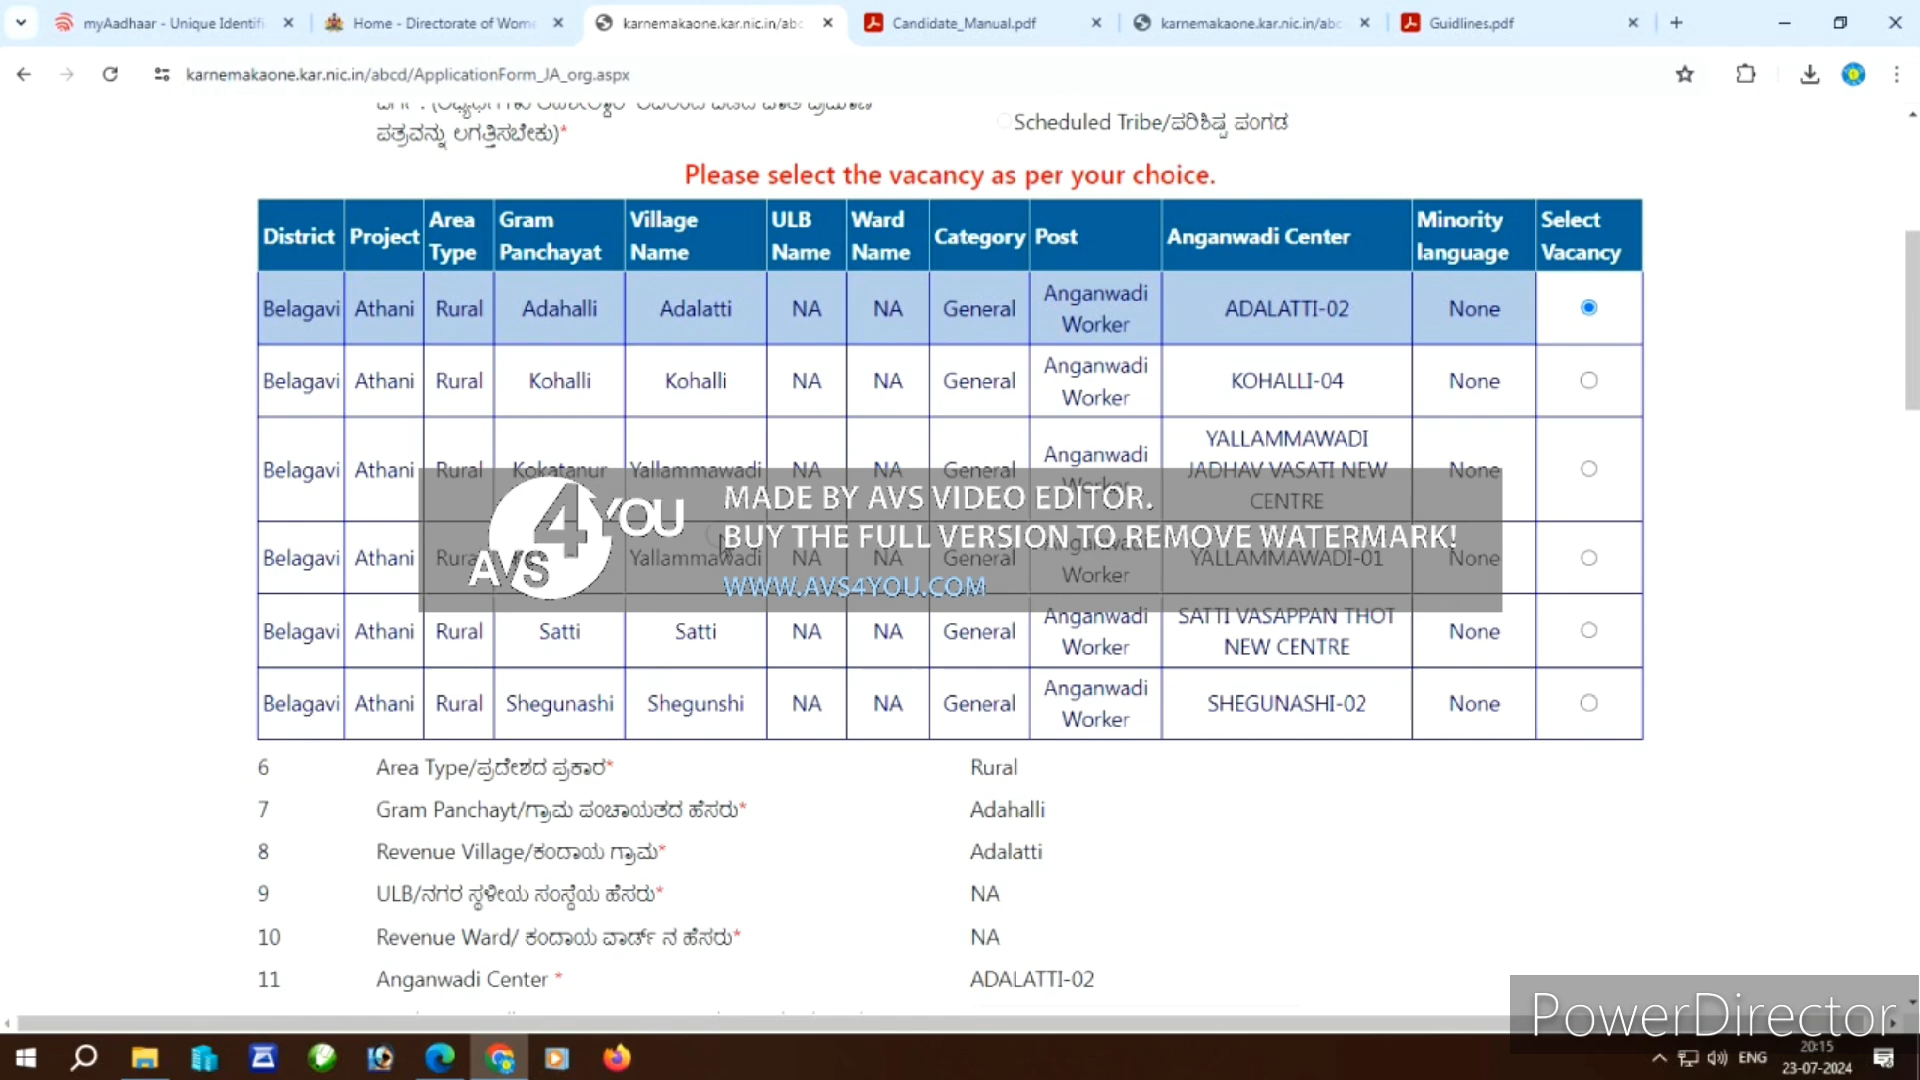 myAadhaar - Unique Identifi
Home - Directorate of Wome
karnemakaone.kar.nic.in/abc
Candidate_Manual.pdf
karnemakaone.kar.nic.in/abc
Guidlines.pdf
karnemakaone.kar.nic.in/abcd/ApplicationForm_JA_org.aspx
ಪತ್ರವನ್ನು ಲಗತ್ತಿಸಬೇಕು)*
Scheduled Tribe/ಪರಿಶಿಷ್ಟ ಪಂಗಡ
Please select the vacancy as per your choice.
District Project Area Type Gram Panchayat Village Name ULB Name Ward Name Category Post Anganwadi Center Minority language Select Vacancy
Belagavi Athani Rural Adahalli Adalatti NA NA General Anganwadi Worker ADALATTI-02 None
Belagavi Athani Rural Kohalli Kohalli NA NA General Anganwadi Worker KOHALLI-04 None
Belagavi Athani Rural Kokatanur Yallammawadi NA NA General Anganwadi Worker YALLAMMAWADI JADHAV VASATI NEW CENTRE None
Belagavi Athani Rural Yallammawadi NA NA General Anganwadi Worker YALLAMMAWADI-01 None
Belagavi Athani Rural Satti Satti NA NA General Anganwadi Worker SATTI VASAPPAN THOT NEW CENTRE None
Belagavi Athani Rural Shegunashi Shegunshi NA NA General Anganwadi Worker SHEGUNASHI-02 None
AVS4YOU
MADE BY AVS VIDEO EDITOR.
BUY THE FULL VERSION TO REMOVE WATERMARK!
WWW.AVS4YOU.COM
6 Area Type/ಪ್ರದೇಶದ ಪ್ರಕಾರ* Rural
7 Gram Panchayt/ಗ್ರಾಮ ಪಂಚಾಯತದ ಹೆಸರು* Adahalli
8 Revenue Village/ಕಂದಾಯ ಗ್ರಾಮ* Adalatti
9 ULB/ನಗರ ಸ್ಥಳೀಯ ಸಂಸ್ಥೆಯ ಹೆಸರು* NA
10 Revenue Ward/ ಕಂದಾಯ ವಾರ್ಡ್ ನ ಹೆಸರು* NA
11 Anganwadi Center * ADALATTI-02
PowerDirector
ENG
20:15
23-07-2024